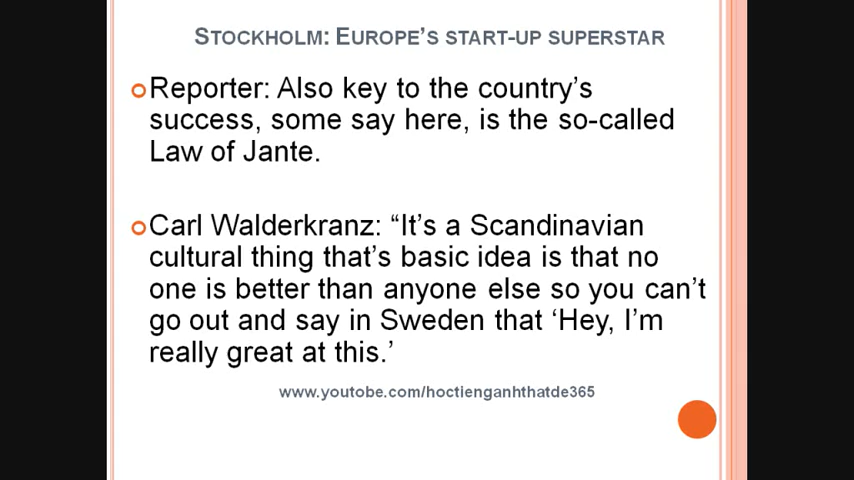 STOCKHOLM: EUROPE'S START-UP SUPERSTAR
Reporter: Also key to the country's
success, some say here, is the so-called
Law of Jante.
Carl Walderkranz: “It's a Scandinavian
cultural thing that's basic idea is that no
one is better than anyone else so you can't
go out and say in Sweden that ‘Hey, I'm
really great at this.’
www.youtube.com/hoctienganhthatde365